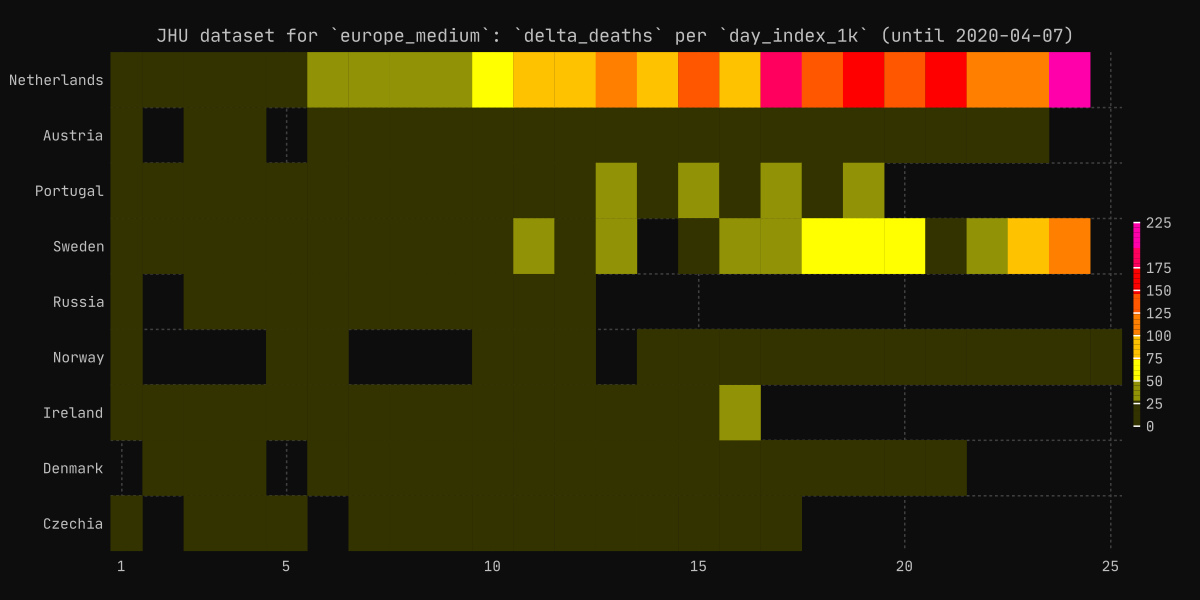 JHU dataset for `europe_medium`: `delta_deaths` per `day_index_1k` (until 2020-04-07)
Netherlands
Austria
Portugal
Sweden
Russia
Norway
Ireland
Denmark
Czechia
1 5 10 15 20 25
225
175
150
125
100
75
50
25
0